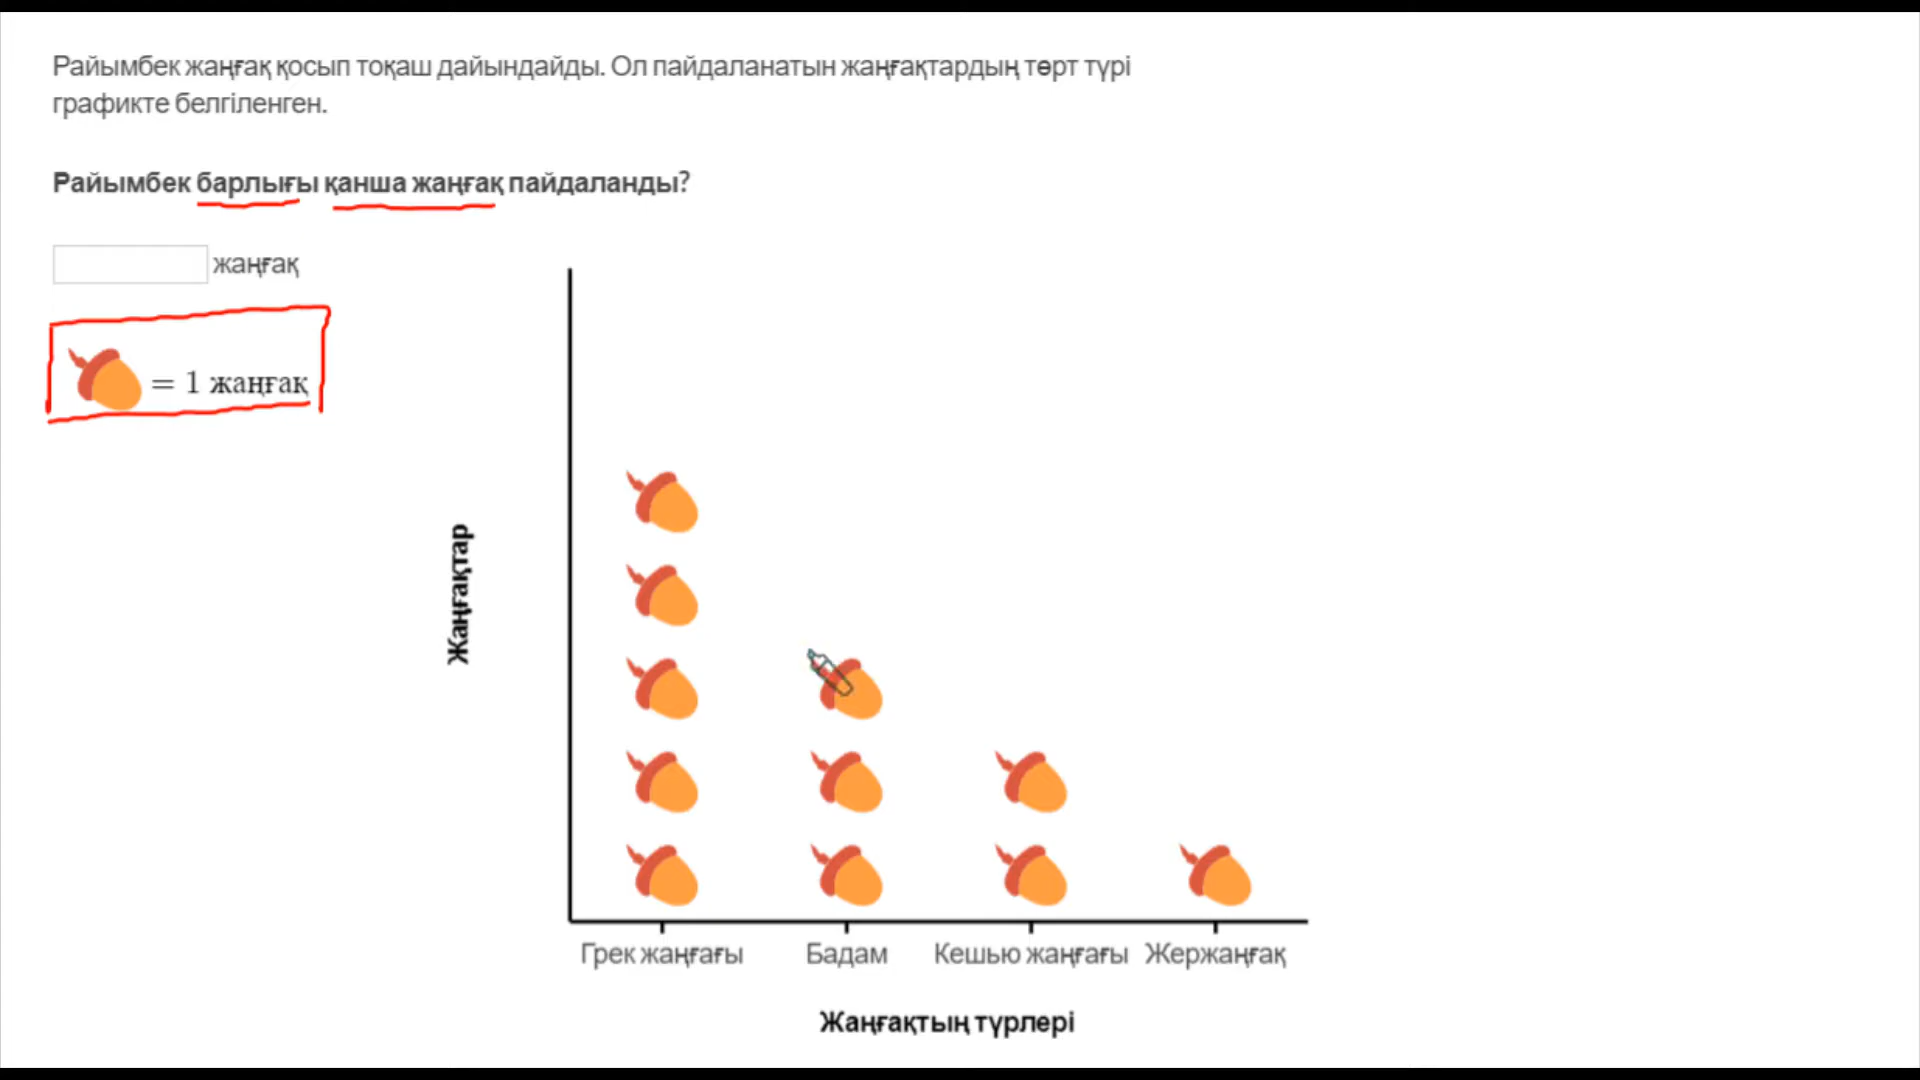 Райымбек жаңғақ қосып тоқаш дайындайды. Ол пайдаланатын жаңғақтардың төрт түрі
графикте белгіленген.
Райымбек барлығы қанша жаңғақ пайдаланды?
жаңғақ
= 1 жаңғақ
Жаңғақтар
Грек жаңғағы Бадам Кешью жаңғағы Жержаңғақ
Жаңғақтың түрлері